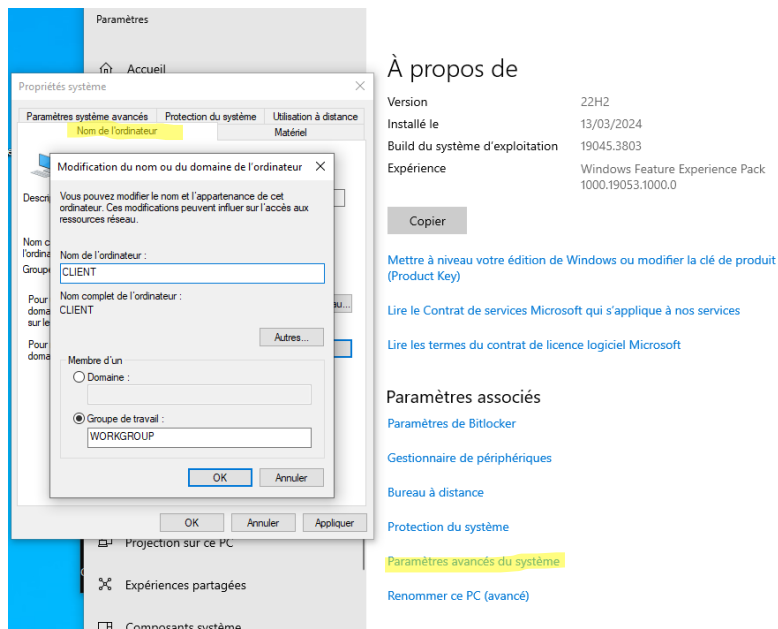 Paramètres
Accueil
Propriétés système
Paramètres système avancés
Protection du système
Utilisation à distance
Nom de l'ordinateur
Matériel
Modification du nom ou du domaine de l'ordinateur
Vous pouvez modifier le nom et l'appartenance de cet
ordinateur. Ces modifications peuvent influer sur l'accès aux
ressources réseau.
Nom de l'ordinateur :
CLIENT
Nom complet de l'ordinateur :
CLIENT
Autres...
Membre d'un
Domaine :
Groupe de travail :
WORKGROUP
OK
Annuler
Pour
sur le
Pour
OK
Annuler
Appliquer
Projection sur ce PC
Expériences partagées
Composants système
À propos de
Version 22H2
Installé le 13/03/2024
Build du système d'exploitation 19045.3803
Expérience Windows Feature Experience Pack
1000.19053.1000.0
Copier
Mettre à niveau votre édition de Windows ou modifier la clé de produit
(Product Key)
Lire le Contrat de services Microsoft qui s'applique à nos services
Lire les termes du contrat de licence logiciel Microsoft
Paramètres associés
Paramètres de Bitlocker
Gestionnaire de périphériques
Bureau à distance
Protection du système
Paramètres avancés du système
Renommer ce PC (avancé)